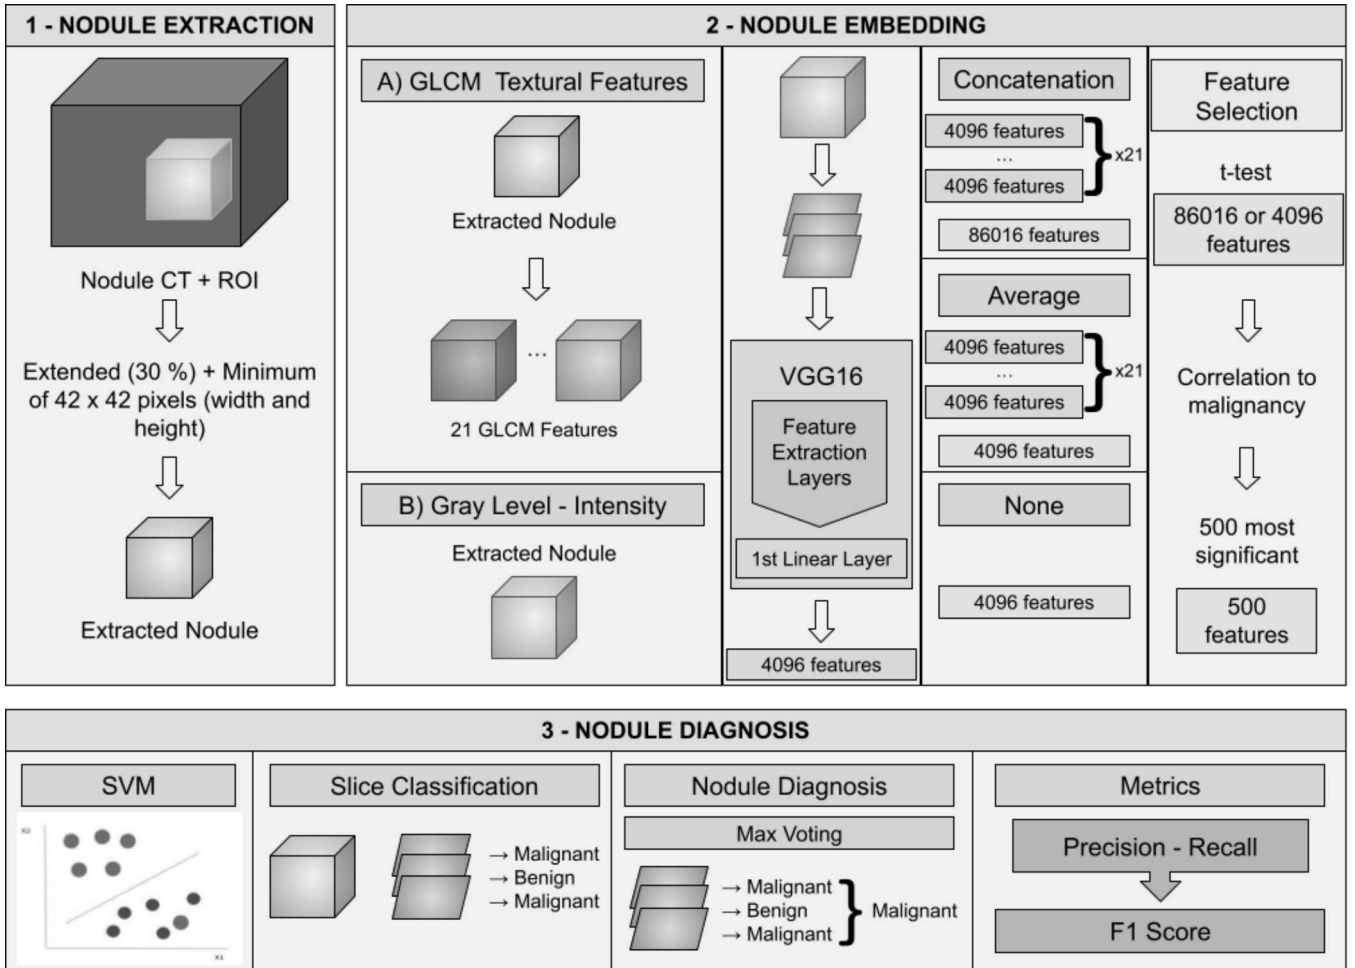 1 - NODULE EXTRACTION
Nodule CT + ROI
Extended (30 %) + Minimum
of 42 x 42 pixels (width and
height)
Extracted Nodule
2 - NODULE EMBEDDING
A) GLCM Textural Features
Extracted Nodule
...
21 GLCM Features
B) Gray Level - Intensity
Extracted Nodule
VGG16
Feature
Extraction
Layers
1st Linear Layer
4096 features
Concatenation
4096 features
...
4096 features
x21
86016 features
Average
4096 features
...
4096 features
x21
4096 features
None
4096 features
Feature
Selection
t-test
86016 or 4096
features
Correlation to
malignancy
500 most
significant
500
features
3 - NODULE DIAGNOSIS
SVM
X2
X1
Slice Classification
→ Malignant
→ Benign
→ Malignant
Nodule Diagnosis
Max Voting
→ Malignant
→ Benign
→ Malignant
Malignant
Metrics
Precision - Recall
F1 Score